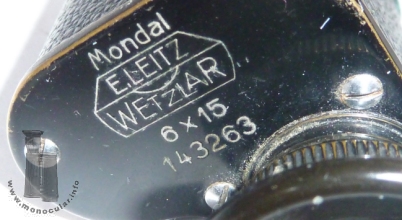 Mondal
E.LEITZ
WETZLAR
6 x 15
143263
www.monocular.info